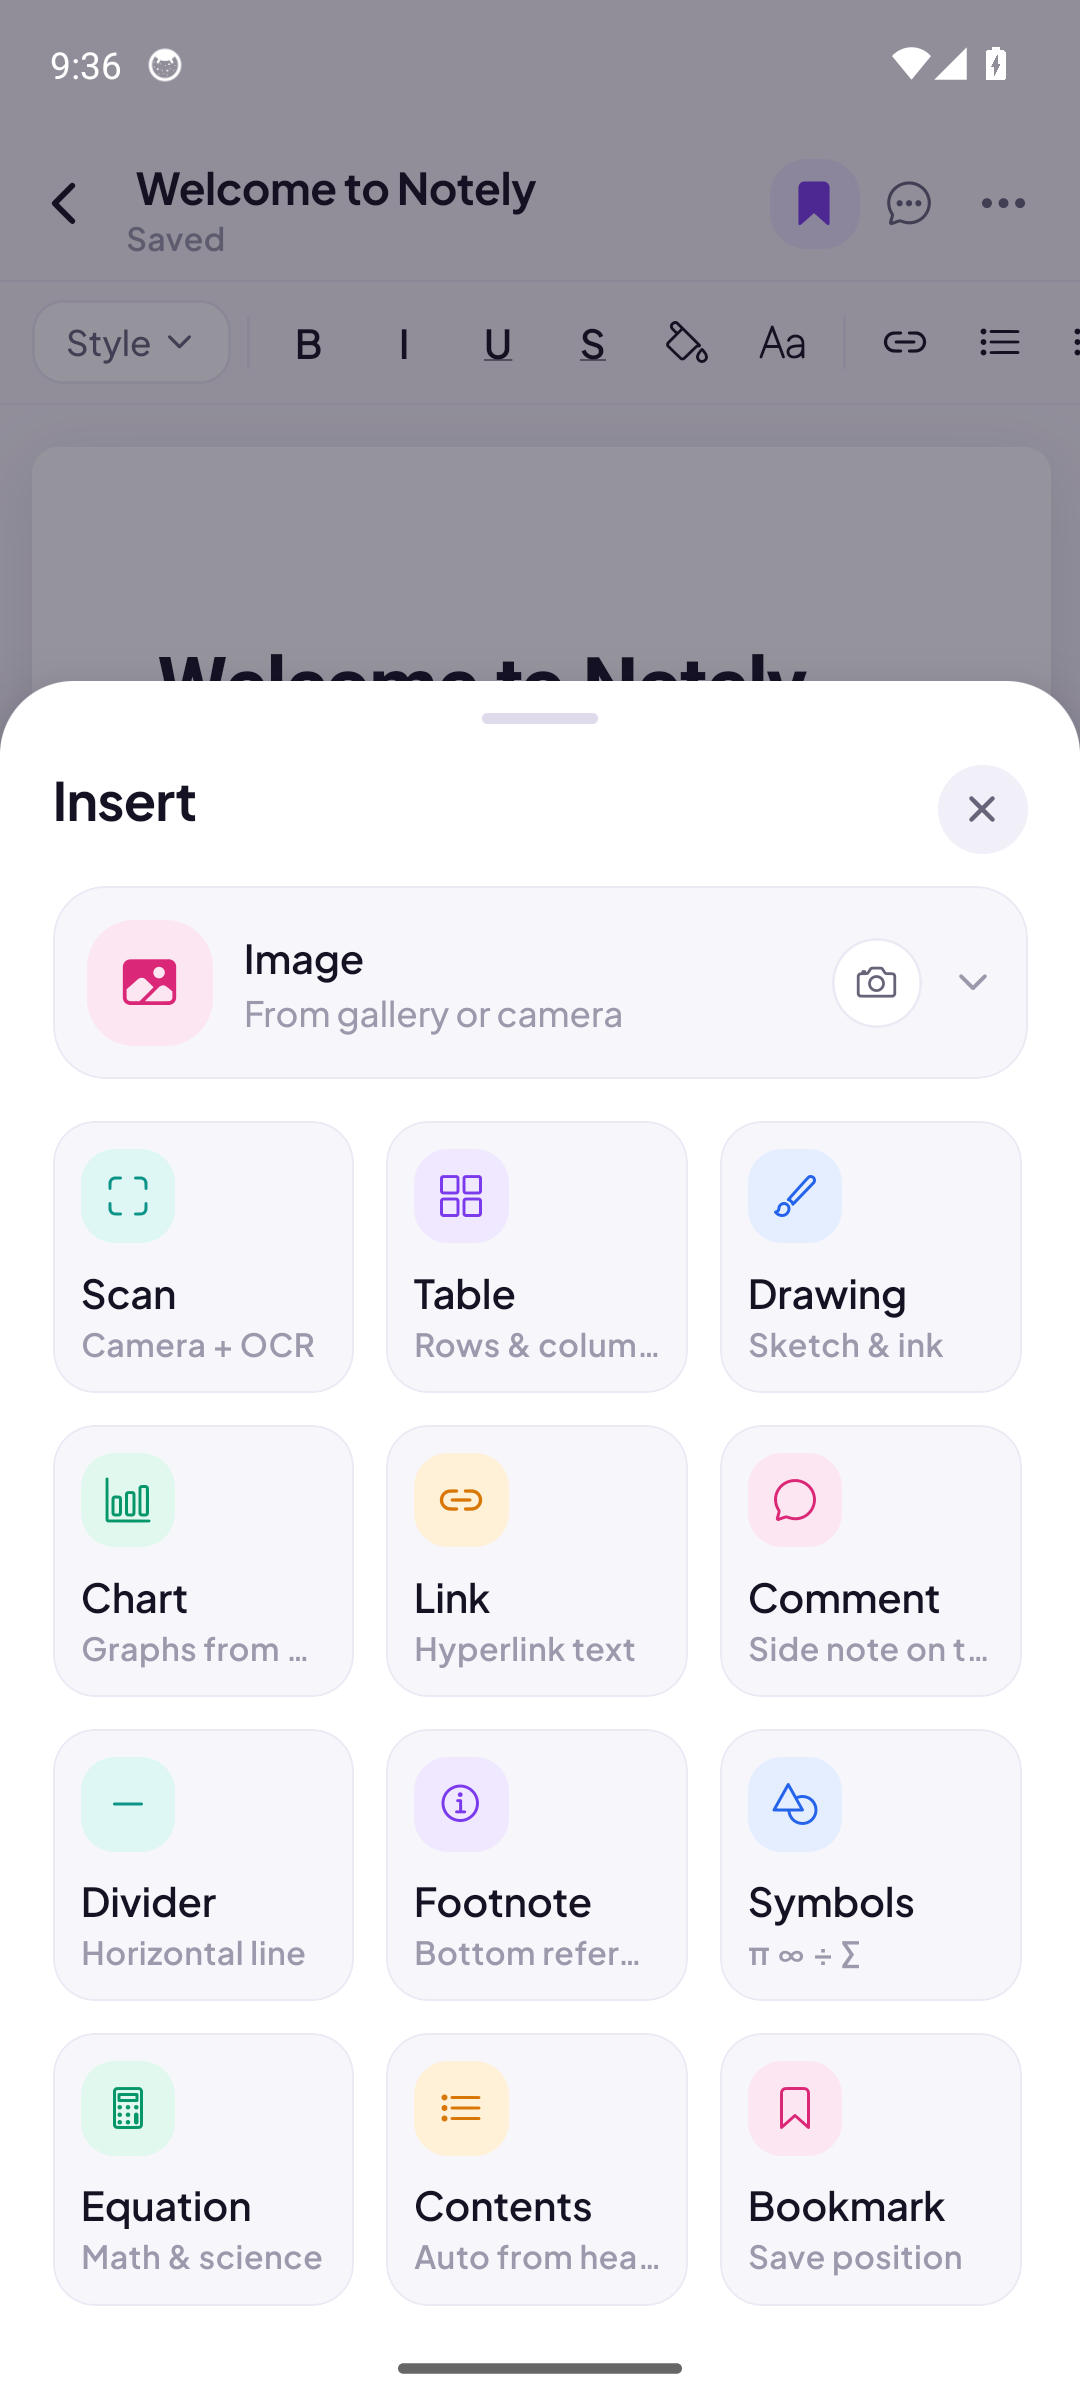 9:36
Welcome to Notely
Saved
Style
B I U S Aa
Welcome to Notely
Insert
Image
From gallery or camera
Scan
Camera + OCR
Table
Rows & colum...
Drawing
Sketch & ink
Chart
Graphs from ...
Link
Hyperlink text
Comment
Side note on t...
Divider
Horizontal line
Footnote
Bottom refer...
Symbols
π ∞ ÷ ∑
Equation
Math & science
Contents
Auto from hea...
Bookmark
Save position